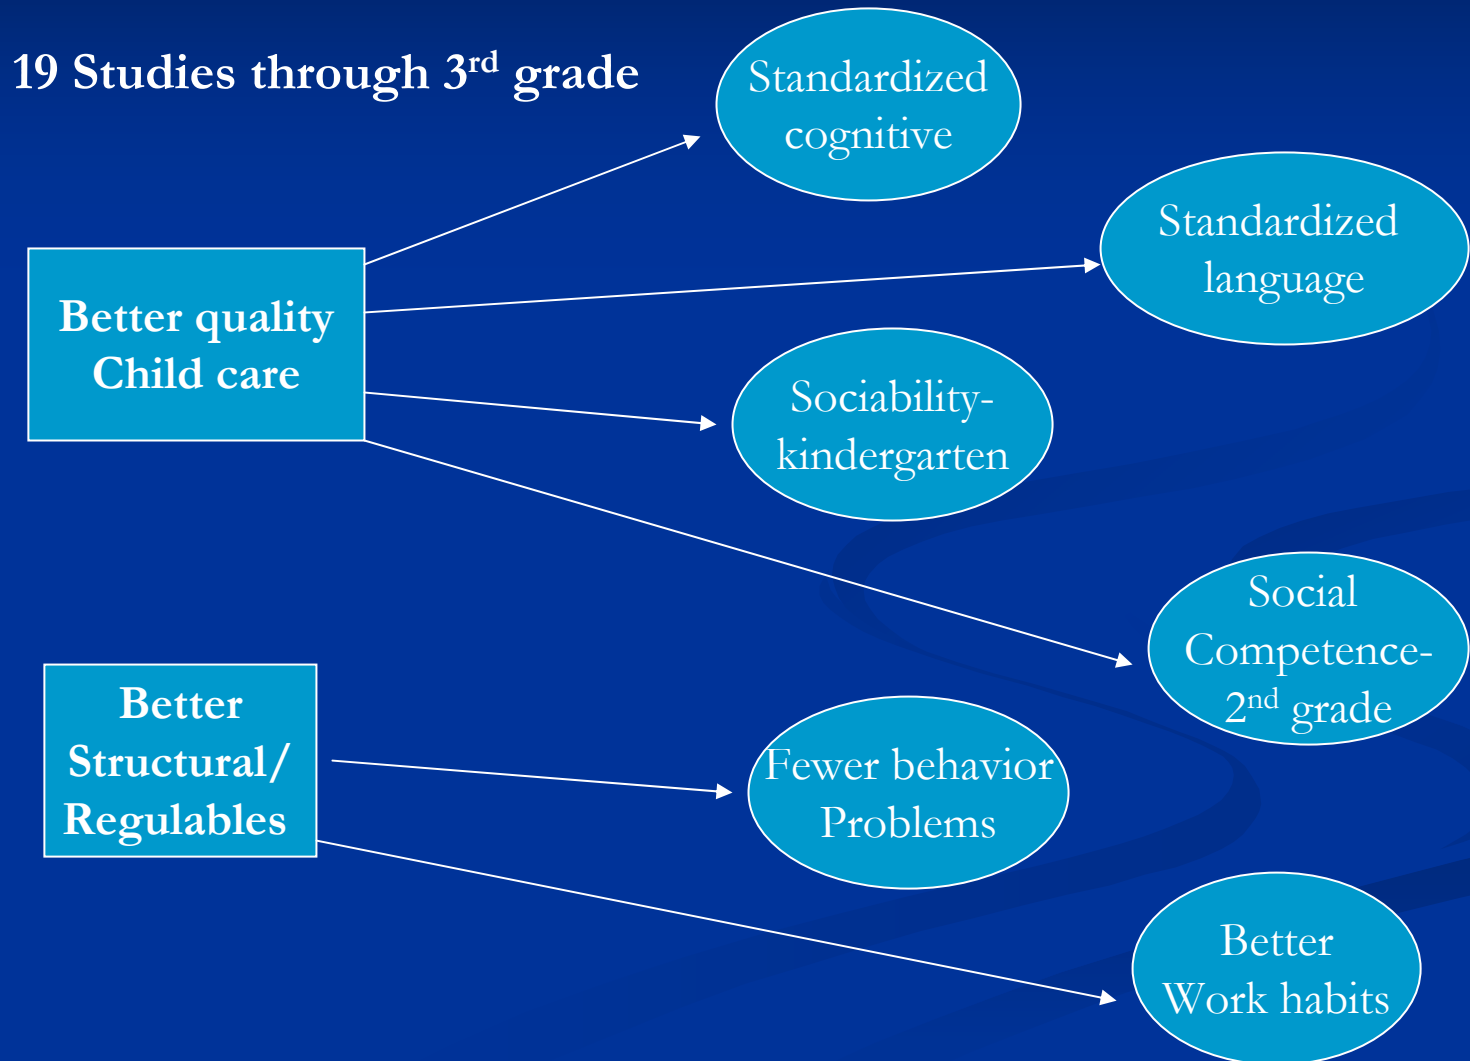 19 Studies through 3rd grade
Standardized
cognitive
Standardized
language
Better quality
Child care
Sociability-
kindergarten
Social
Competence-
2nd grade
Better
Structural/
Regulables
Fewer behavior
Problems
Better
Work habits